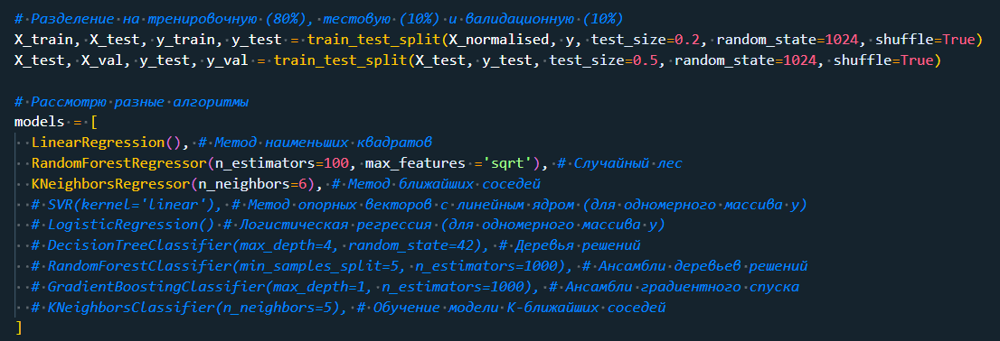 # Разделение на тренировочную (80%), тестовую (10%) и валидационную (10%)
X_train, X_test, y_train, y_test = train_test_split(X_normalised, y, test_size=0.2, random_state=1024, shuffle=True)
X_test, X_val, y_test, y_val = train_test_split(X_test, y_test, test_size=0.5, random_state=1024, shuffle=True)
# Рассмотрю разные алгоритмы
models = [
LinearRegression(), # Метод наименьших квадратов
RandomForestRegressor(n_estimators=100, max_features ='sqrt'), # Случайный лес
KNeighborsRegressor(n_neighbors=6), # Метод ближайших соседей
# SVR(kernel='linear'), # Метод опорных векторов с линейным ядром (для одномерного массива y)
# LogisticRegression() # Логистическая регрессия (для одномерного массива y)
# DecisionTreeClassifier(max_depth=4, random_state=42), # Деревья решений
# RandomForestClassifier(min_samples_split=5, n_estimators=1000), # Ансамбли деревьев решений
# GradientBoostingClassifier(max_depth=1, n_estimators=1000), # Ансамбли градиентного спуска
# KNeighborsClassifier(n_neighbors=5), # Обучение модели K-ближайших соседей
]